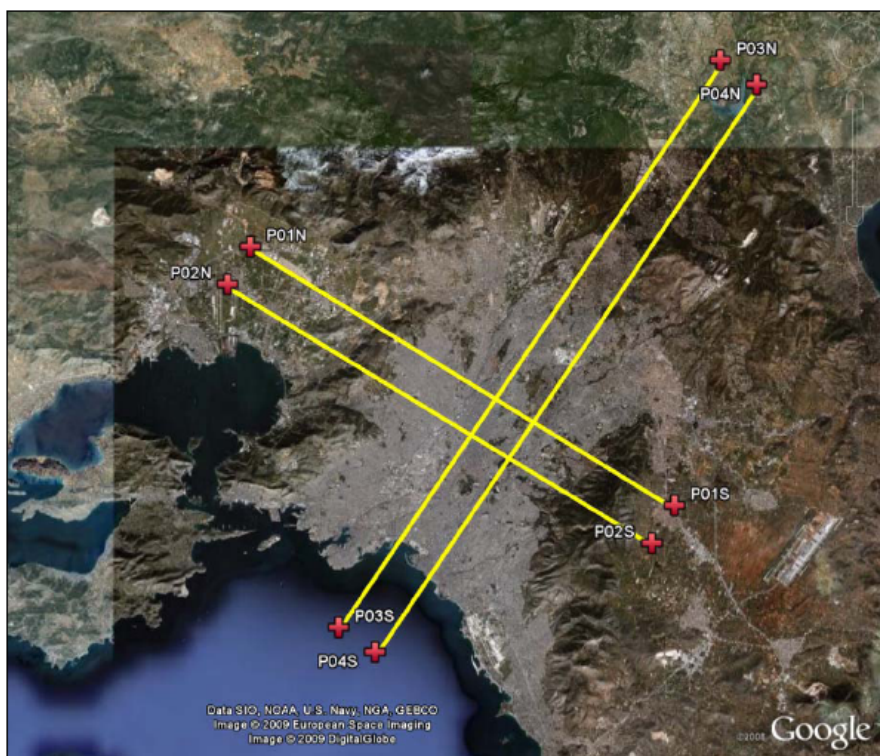 P03N
P04N
P01N
P02N
P01S
P02S
P03S
P04S
Data SIO, NOAA, U.S. Navy, NGA, GEBCO
Image © 2009 European Space Imaging
Image © 2009 DigitalGlobe
©2008 Google